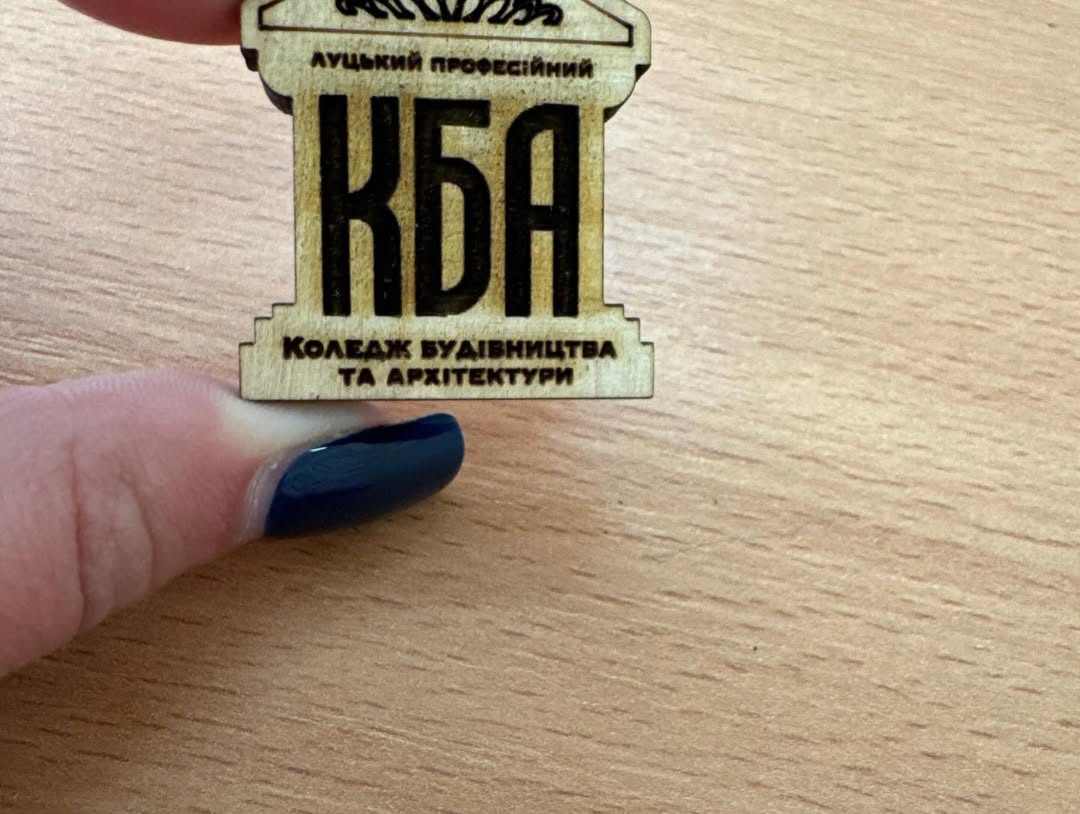 ЛУЦЬКИЙ ПРОФЕСІЙНИЙ
КБА
КОЛЕДЖ БУДІВНИЦТВА
ТА АРХІТЕКТУРИ